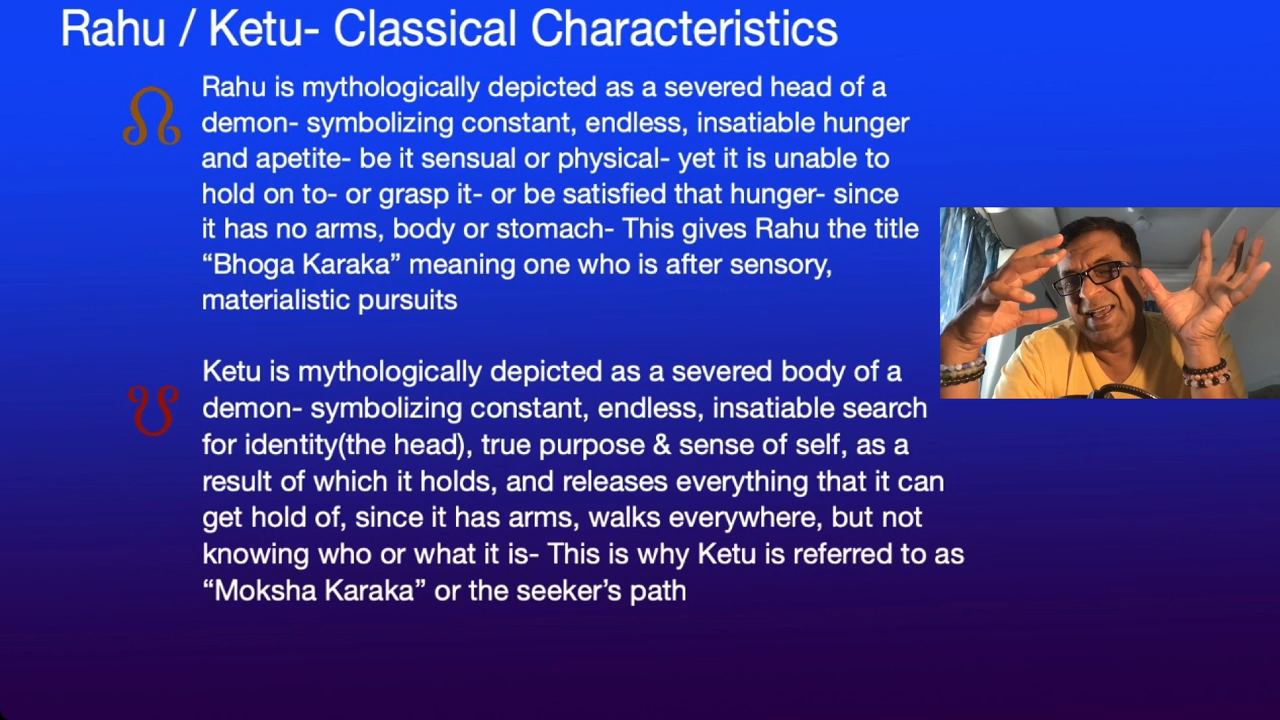 Rahu / Ketu- Classical Characteristics
Rahu is mythologically depicted as a severed head of a
demon- symbolizing constant, endless, insatiable hunger
and apetite- be it sensual or physical- yet it is unable to
hold on to- or grasp it- or be satisfied that hunger- since
it has no arms, body or stomach- This gives Rahu the title
“Bhoga Karaka” meaning one who is after sensory,
materialistic pursuits
Ketu is mythologically depicted as a severed body of a
demon- symbolizing constant, endless, insatiable search
for identity(the head), true purpose & sense of self, as a
result of which it holds, and releases everything that it can
get hold of, since it has arms, walks everywhere, but not
knowing who or what it is- This is why Ketu is referred to as
“Moksha Karaka” or the seeker’s path